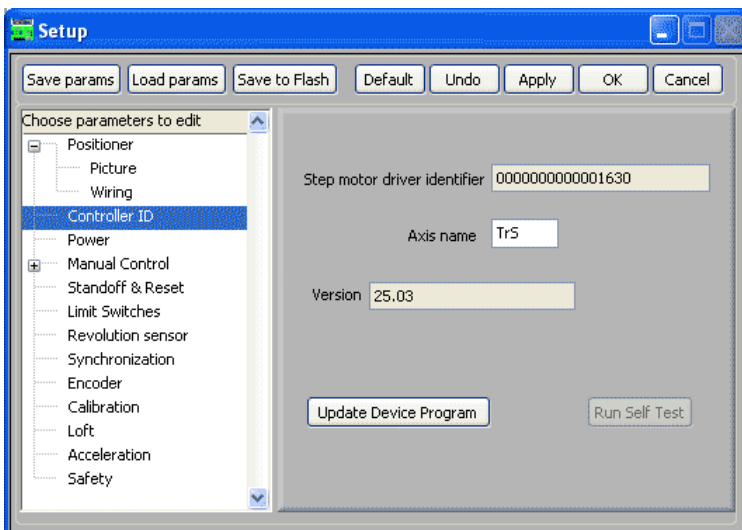 Setup
Save params Load params Save to Flash Default Undo Apply OK Cancel
Choose parameters to edit
Positioner
Picture
Wiring
Controller ID
Power
Manual Control
Standoff & Reset
Limit Switches
Revolution sensor
Synchronization
Encoder
Calibration
Loft
Acceleration
Safety
Step motor driver identifier 0000000000001630
Axis name TrS
Version 25.03
Update Device Program Run Self Test